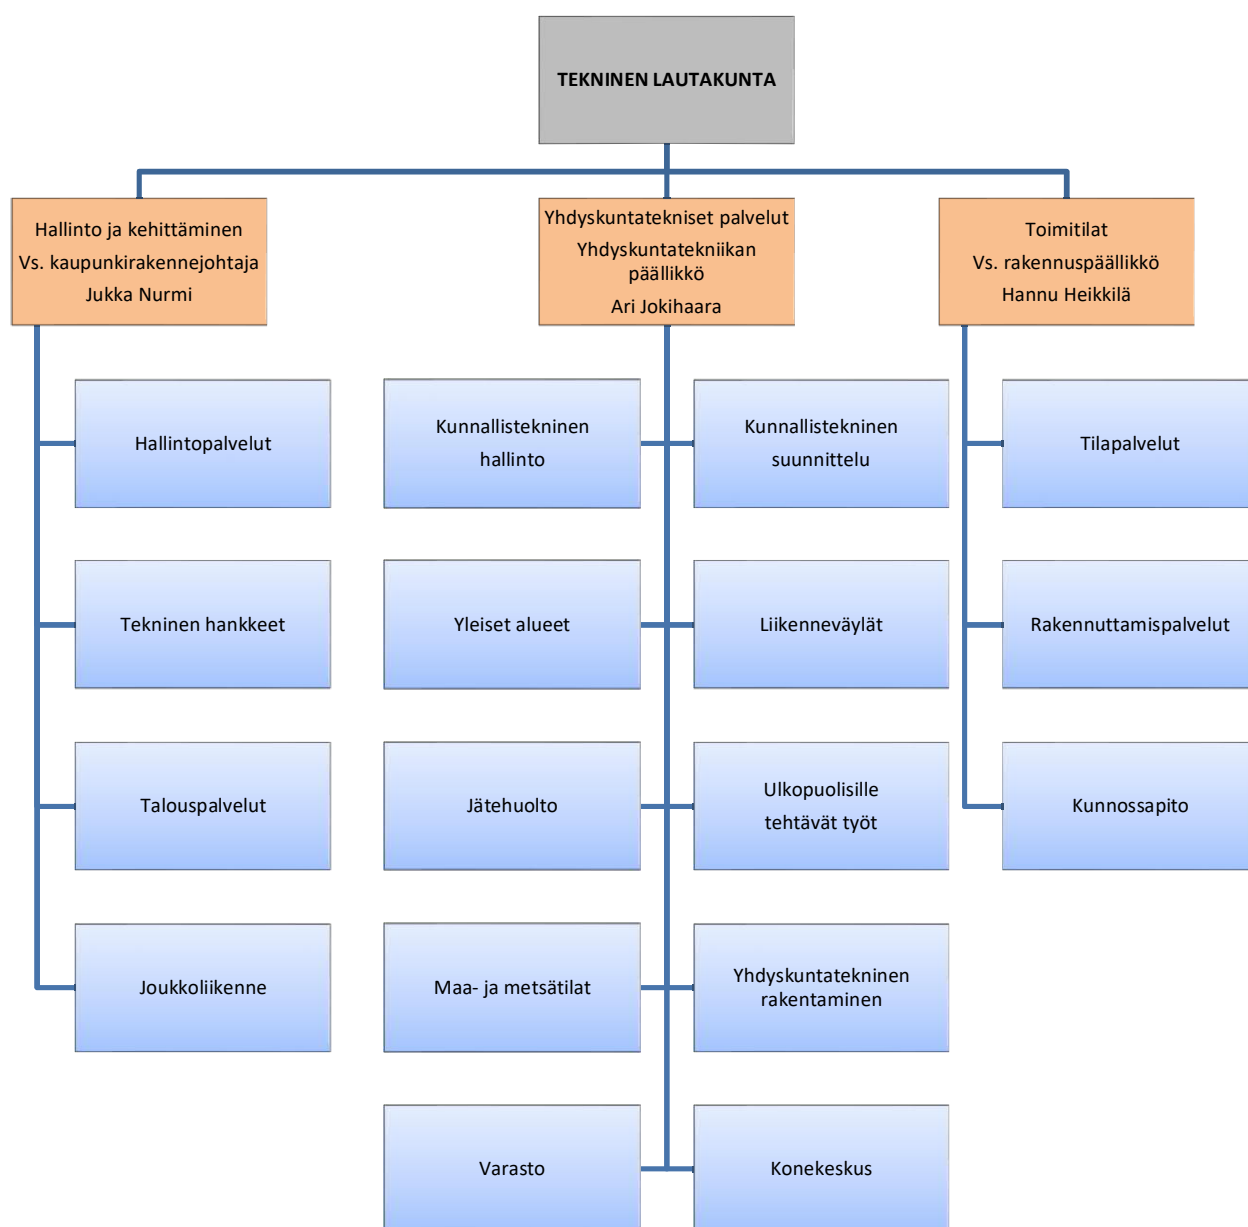 TEKNINEN LAUTAKUNTA
Hallinto ja kehittäminen
Vs. kaupunkirakennejohtaja
Jukka Nurmi
Yhdyskuntatekniset palvelut
Yhdyskuntatekniikan
päällikkö
Ari Jokihaara
Toimitilat
Vs. rakennuspäällikkö
Hannu Heikkilä
Hallintopalvelut
Kunnallistekninen
hallinto
Kunnallistekninen
suunnittelu
Tilapalvelut
Tekninen hankkeet
Yleiset alueet
Liikenneväylät
Rakennuttamispalvelut
Talouspalvelut
Jätehuolto
Ulkopuolisille
tehtävät työt
Kunnossapito
Joukkoliikenne
Maa- ja metsätilat
Yhdyskuntatekninen
rakentaminen
Varasto
Konekeskus